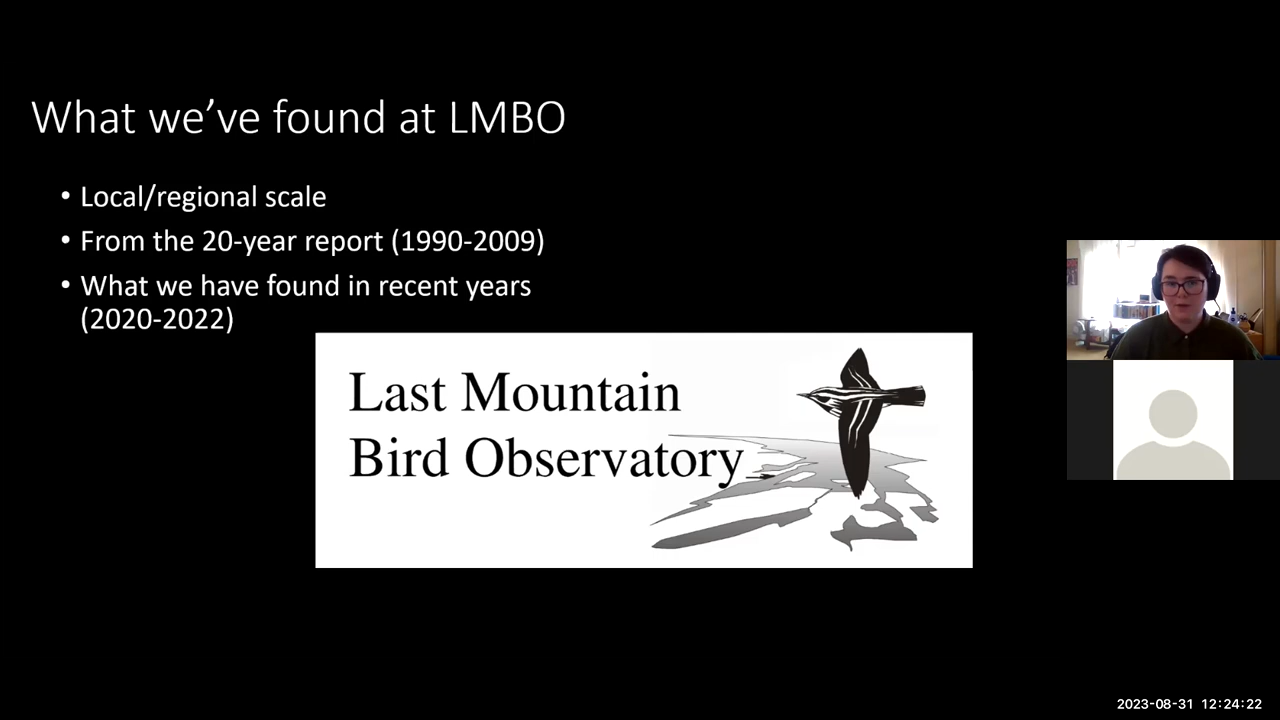 What we’ve found at LMBO
• Local/regional scale
• From the 20-year report (1990-2009)
• What we have found in recent years
(2020-2022)
Last Mountain
Bird Observatory
2023-08-31 12:24:22